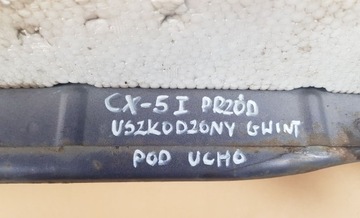 CX-5 I PRZÓD
USZKODZONY GWINT
POD UCHO